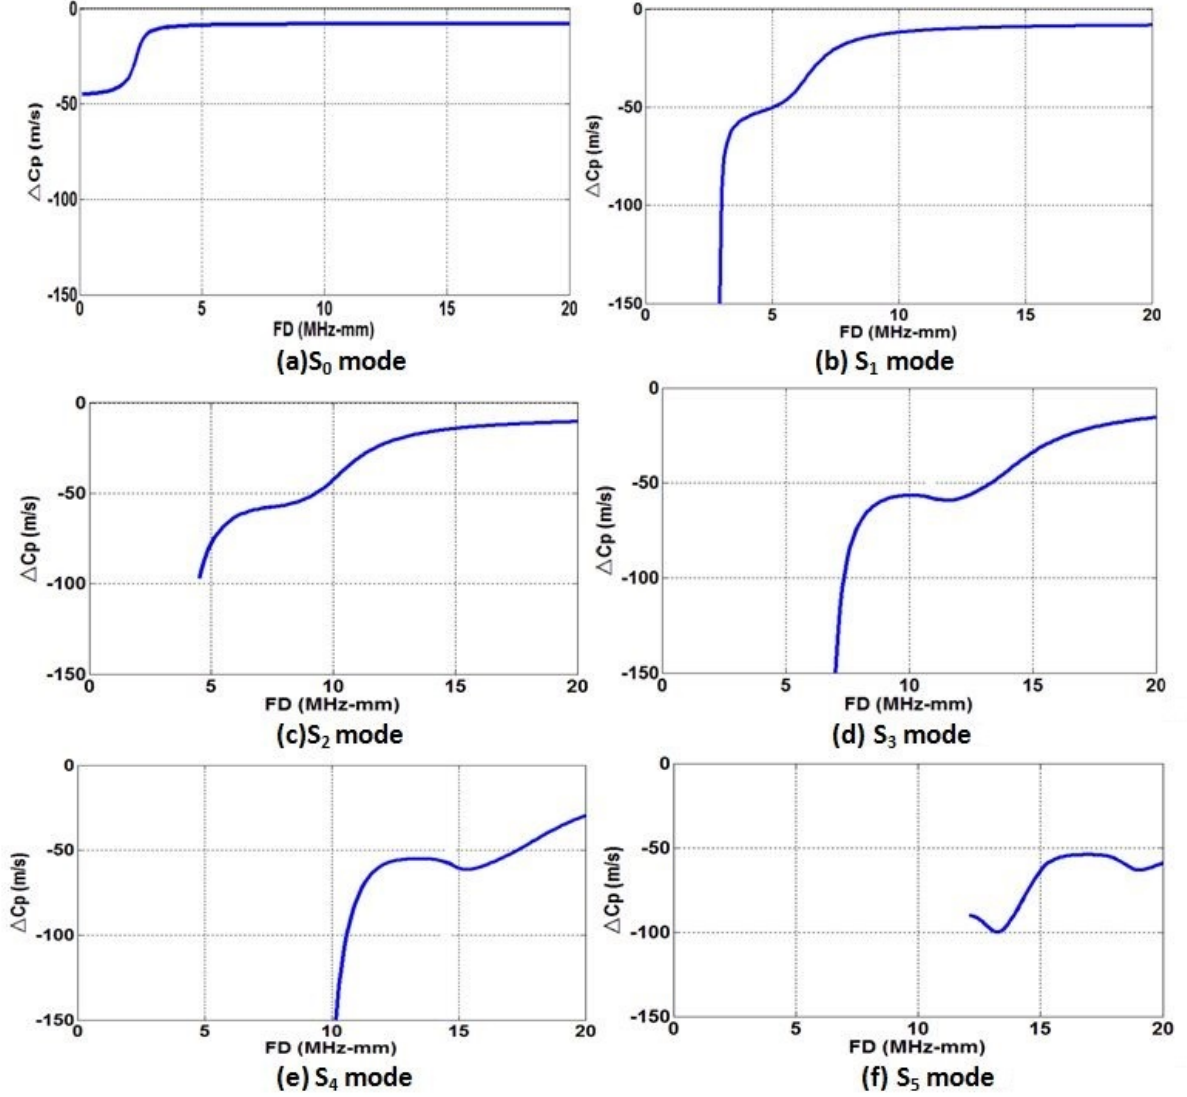 0
-50
-100
-150
△Cp (m/s)
0 5 10 15 20
FD (MHz-mm)
(a)S₀ mode
0
-50
-100
-150
△Cp (m/s)
0 5 10 15 20
FD (MHz-mm)
(b) S₁ mode
0
-50
-100
-150
△Cp (m/s)
0 5 10 15 20
FD (MHz-mm)
(c)S₂ mode
0
-50
-100
-150
△Cp (m/s)
0 5 10 15 20
FD (MHz-mm)
(d) S₃ mode
0
-50
-100
-150
△Cp (m/s)
0 5 10 15 20
FD (MHz-mm)
(e) S₄ mode
0
-50
-100
-150
△Cp (m/s)
0 5 10 15 20
FD (MHz-mm)
(f) S₅ mode